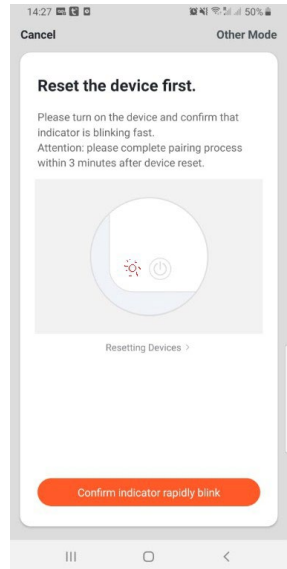 14:27 50%
Cancel Other Mode
Reset the device first.
Please turn on the device and confirm that
indicator is blinking fast.
Attention: please complete pairing process
within 3 minutes after device reset.
Resetting Devices >
Confirm indicator rapidly blink